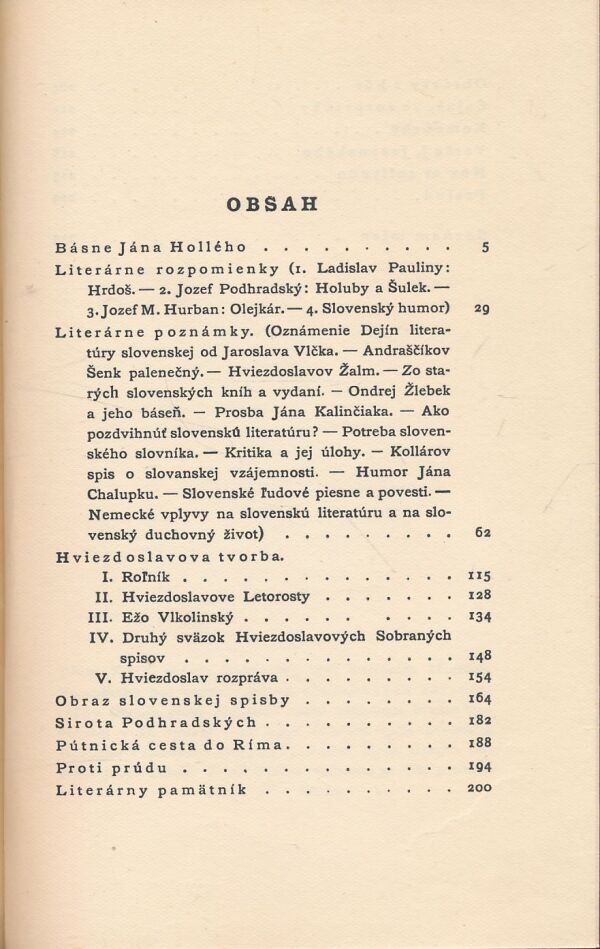 OBSAH
Básne Jána Hollého . . . . . . . . . . 5
Literárne rozpomienky (1. Ladislav Pauliny:
Hrdoš. — 2. Jozef Podhradský: Holuby a Šulek. —
3. Jozef M. Hurban: Olejkár. — 4. Slovenský humor) 29
Literárne poznámky. (Oznámenie Dejín litera-
túry slovenskej od Jaroslava Vlčka. — Andraščíkov
Šenk palenečný. — Hviezdoslavov Žalm. — Zo sta-
rých slovenských kníh a vydaní. — Ondrej Žlebek
a jeho báseň. — Prosba Jána Kalinčiaka. — Ako
pozdvihnúť slovenskú literatúru? — Potreba sloven-
ského slovníka. — Kritika a jej úlohy. — Kollárov
spis o slovanskej vzájemnosti. — Humor Jána
Chalupku. — Slovenské ľudové piesne a povesti. —
Nemecké vplyvy na slovenskú literatúru a na slo-
venský duchovný život) . . . . . . . . . 62
Hviezdoslavova tvorba.
I. Roľník . . . . . . . . . . . . . . 115
II. Hviezdoslavove Letorosty . . . . . . . 128
III. Ežo Vlkolinský . . . . . . . . . . . 134
IV. Druhý sväzok Hviezdoslavových Sobraných
spisov . . . . . . . . . . . . . . 148
V. Hviezdoslav rozpráva . . . . . . . . . 154
Obraz slovenskej spisby . . . . . . . . 164
Sirota Podhradských . . . . . . . . . . 182
Pútnická cesta do Ríma . . . . . . . . . 188
Proti prúdu . . . . . . . . . . . . . . 194
Literárny pamätník . . . . . . . . . . 200